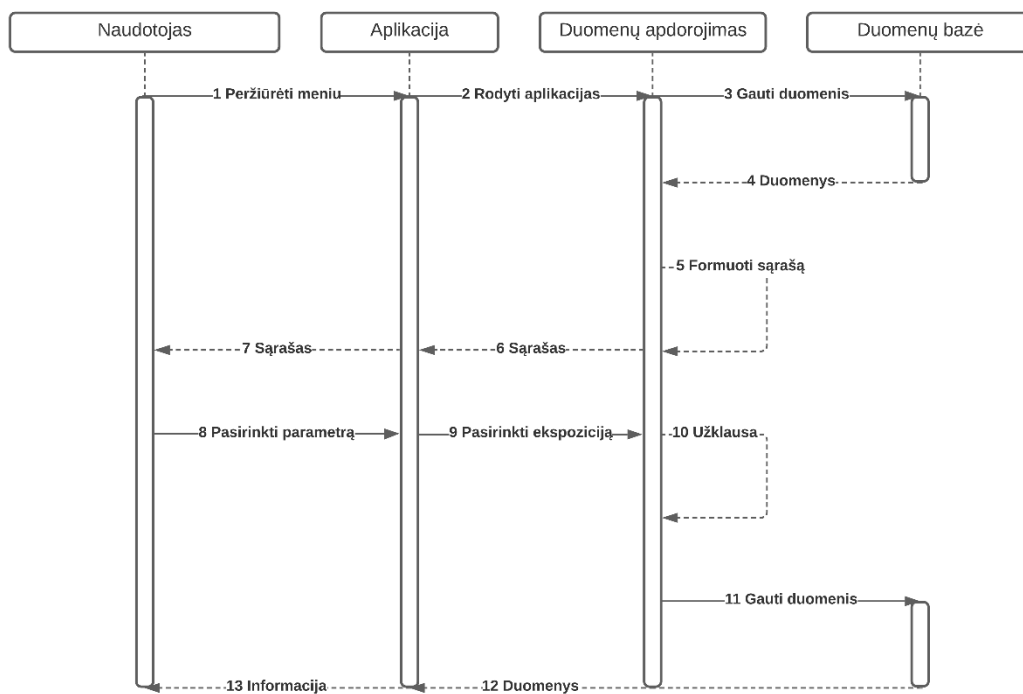 Naudotojas
Aplikacija
Duomenų apdorojimas
Duomenų bazė
1 Peržiūrėti meniu
2 Rodyti aplikacijas
3 Gauti duomenis
4 Duomenys
5 Formuoti sąrašą
7 Sąrašas
6 Sąrašas
8 Pasirinkti parametrą
9 Pasirinkti ekspoziciją
10 Užklausa
11 Gauti duomenis
13 Informacija
12 Duomenys